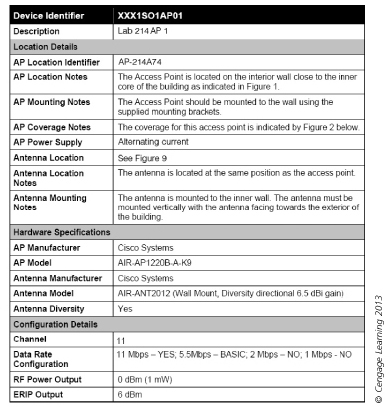 Device Identifier XXX1SO1AP01
Description Lab 214 AP 1
Location Details
AP Location Identifier AP-214A74
AP Location Notes The Access Point is located on the interior wall close to the inner
core of the building as indicated in Figure 1.
AP Mounting Notes The Access Point should be mounted to the wall using the
supplied mounting brackets.
AP Coverage Notes The coverage for this access point is indicated by Figure 2 below.
AP Power Supply Alternating current
Antenna Location See Figure 9
Antenna Location
Notes
The antenna is located at the same position as the access point.
Antenna Mounting
Notes
The antenna is mounted to the inner wall. The antenna must be
mounted vertically with the antenna facing towards the exterior of
the building.
Hardware Specifications
AP Manufacturer Cisco Systems
AP Model AIR-AP1220B-A-K9
Antenna Manufacturer Cisco Systems
Antenna Model AIR-ANT2012 (Wall Mount, Diversity directional 6.5 dBi gain)
Antenna Diversity Yes
Configuration Details
Channel 11
Data Rate
Configuration
11 Mbps – YES; 5.5Mbps – BASIC; 2 Mbps – NO; 1 Mbps - NO
RF Power Output 0 dBm (1 mW)
ERIP Output 6 dBm
© Cengage Learning 2013